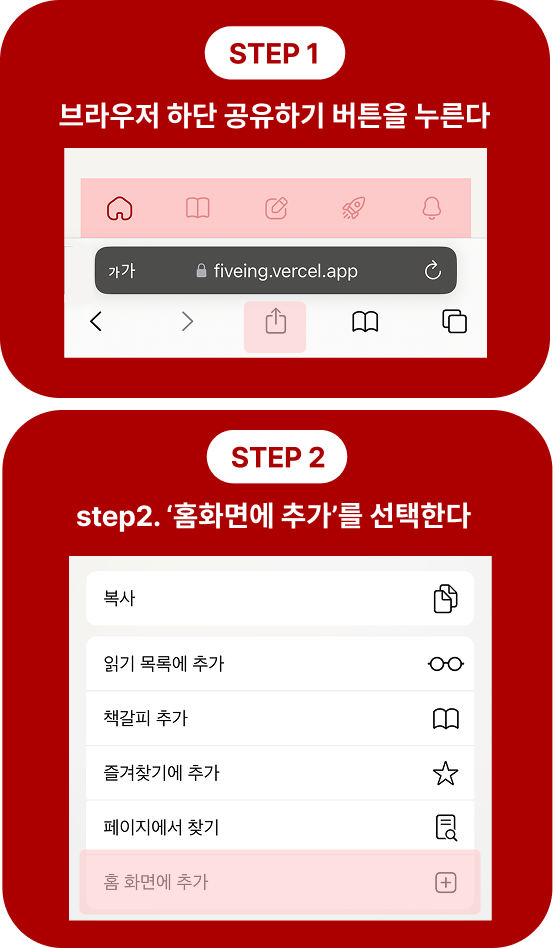 STEP 1
브라우저 하단 공유하기 버튼을 누른다
가가 fiveing.vercel.app
STEP 2
step2. ‘홈화면에 추가’를 선택한다
복사
읽기 목록에 추가
책갈피 추가
즐겨찾기에 추가
페이지에서 찾기
홈 화면에 추가